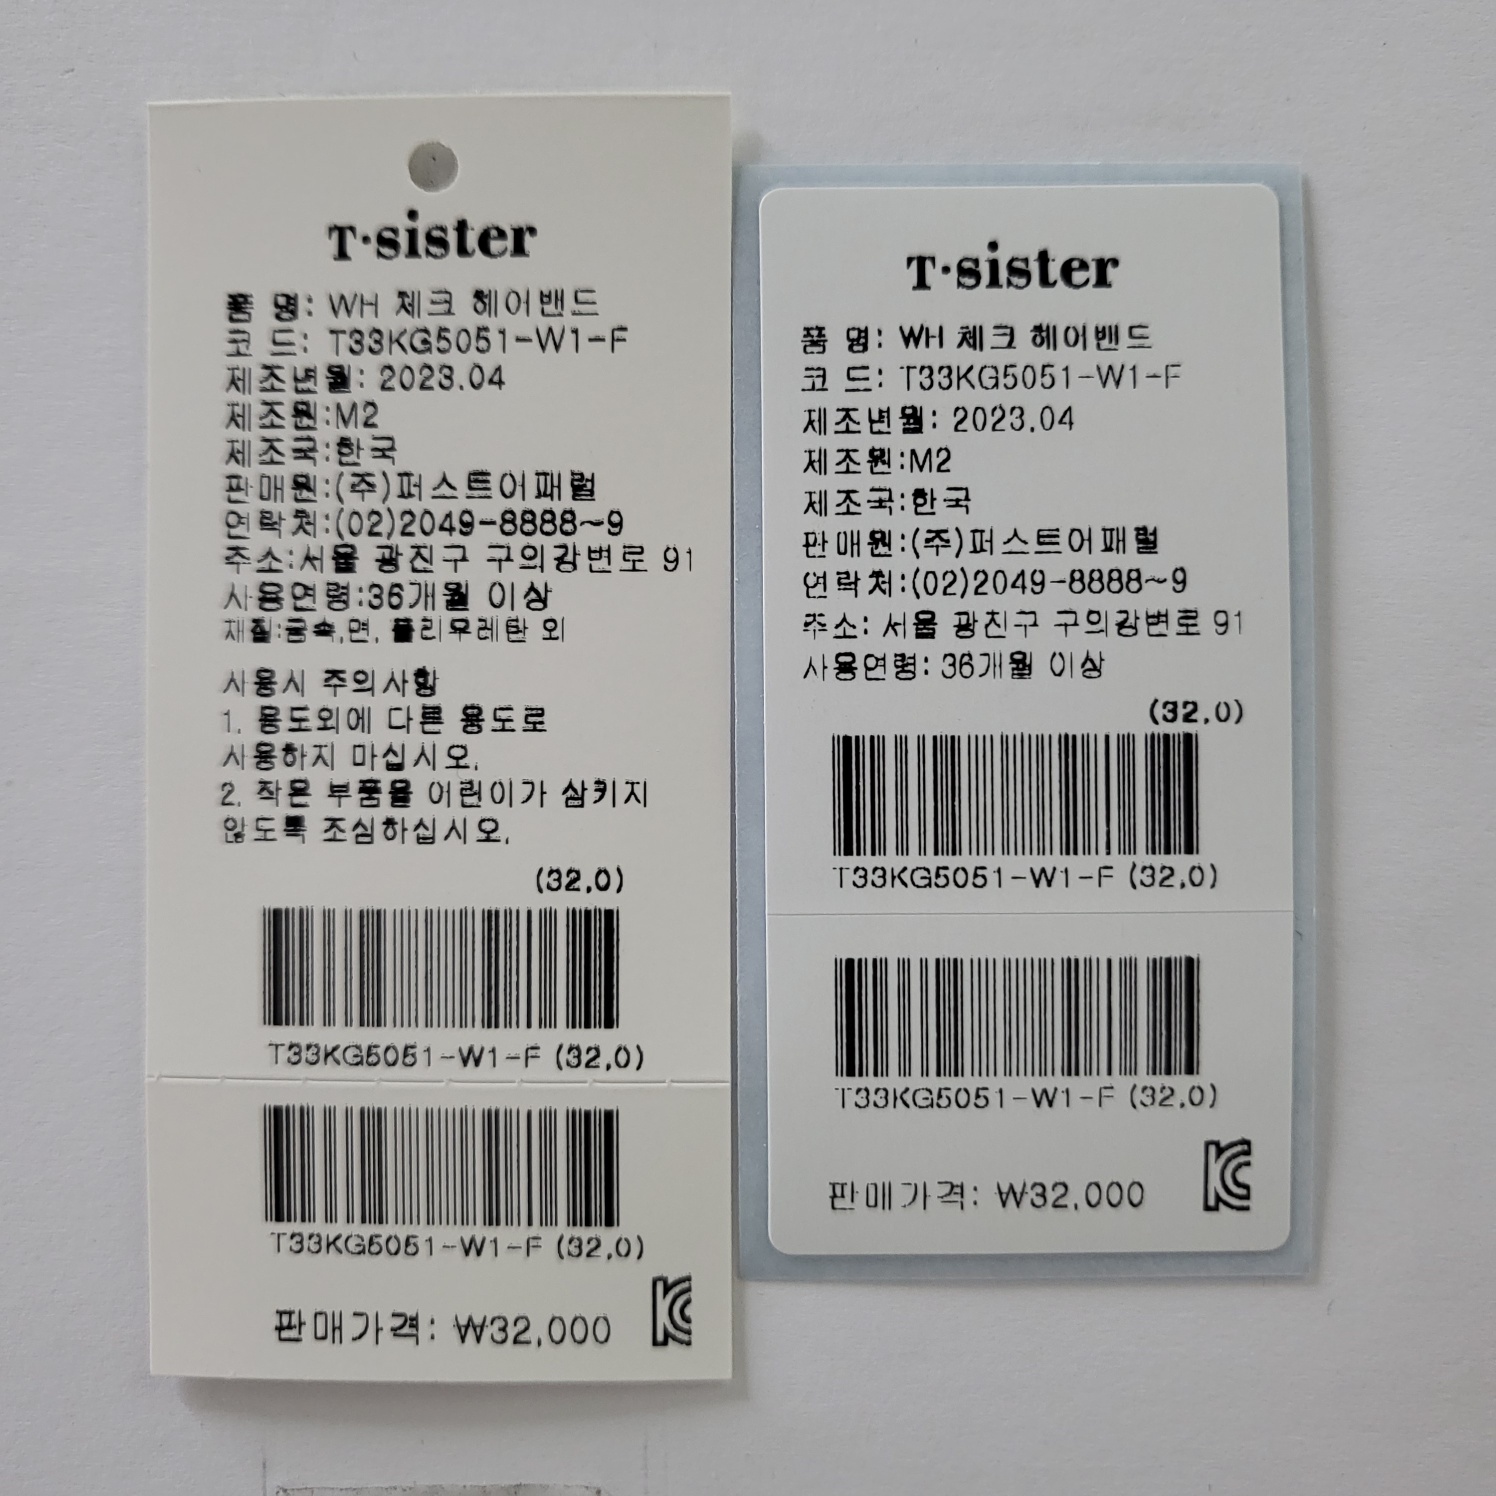 T·sister
품 명: WH 체크 헤어밴드
코 드: T33KG5051-W1-F
제조년월: 2023.04
제조원:M2
제조국:한국
판매원:(주)퍼스트어패럴
연락처:(02)2049-8888~9
주소:서울 광진구 구의강변로 91
사용연령:36개월 이상
재질:금속,면, 폴리우레탄 외
사용시 주의사항
1. 용도외에 다른 용도로
사용하지 마십시오.
2. 작은 부품을 어린이가 삼키지
않도록 조심하십시오.
(32.0)
T33KG5051-W1-F (32.0)
T33KG5051-W1-F (32.0)
판매가격: ₩32,000
T·sister
품 명: WH 체크 헤어밴드
코 드: T33KG5051-W1-F
제조년월: 2023.04
제조원:M2
제조국:한국
판매원:(주)퍼스트어패럴
연락처:(02)2049-8888~9
주소: 서울 광진구 구의강변로 91
사용연령: 36개월 이상
(32.0)
T33KG5051-W1-F (32.0)
T33KG5051-W1-F (32.0)
판매가격: ₩32,000